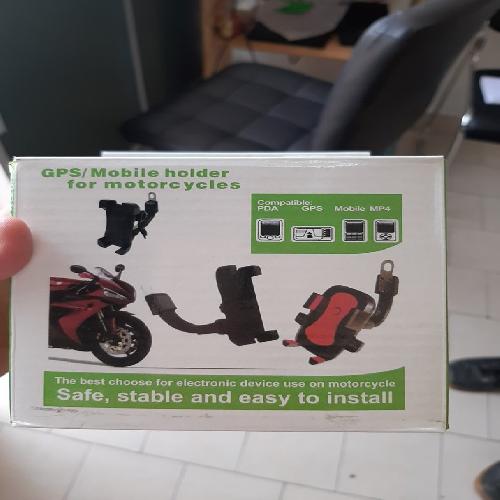 GPS/Mobile holder
for motorcycles
Compatible:
PDA GPS Mobile MP4
The best choose for electronic device use on motorcycle
Safe, stable and easy to install